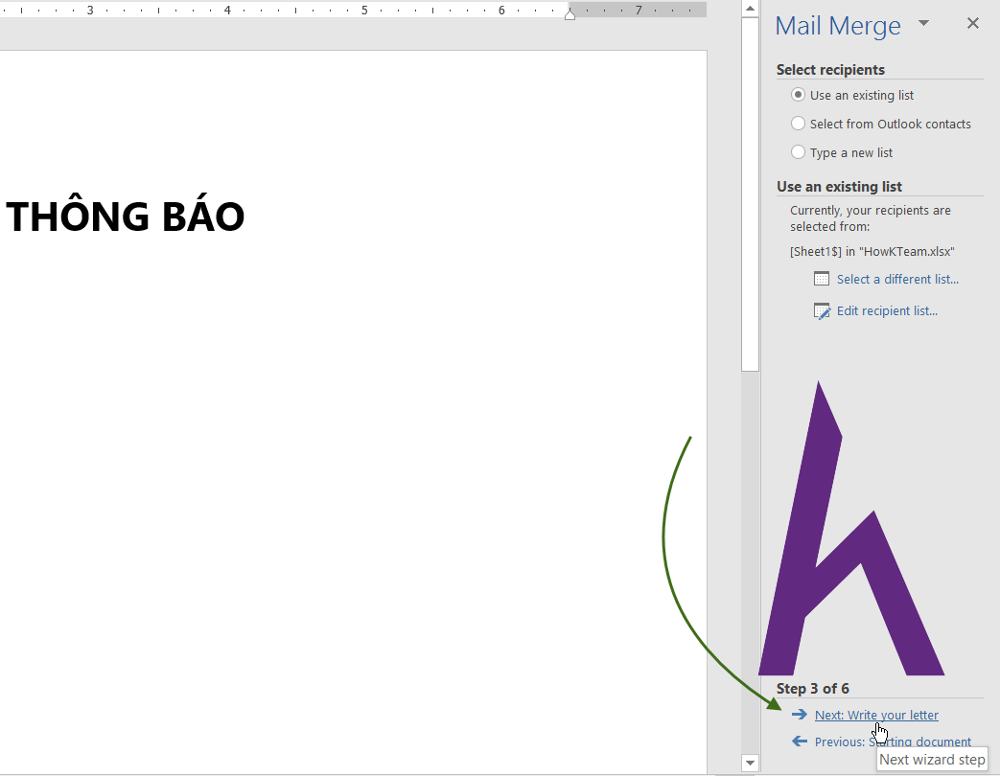 3 4 5 6 7
THÔNG BÁO
Mail Merge
Select recipients
Use an existing list
Select from Outlook contacts
Type a new list
Use an existing list
Currently, your recipients are
selected from:
[Sheet1$] in "HowKTeam.xlsx"
Select a different list...
Edit recipient list...
Step 3 of 6
Next: Write your letter
Previous: Starting document
Next wizard step